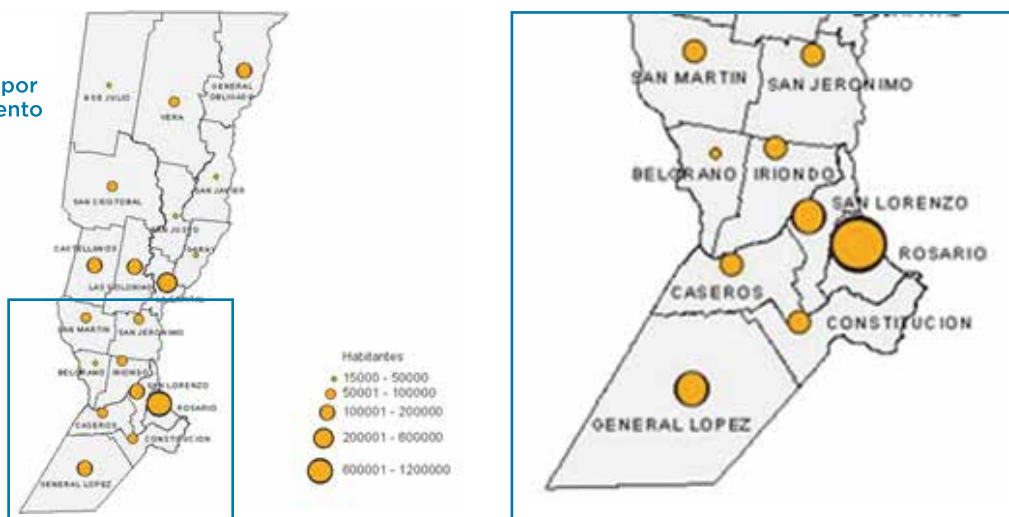 por
ento
9 DE JULIO
VERA
GENERAL
OBLIGADO
SAN CRISTOBAL
SAN JAVIER
SAN JUSTO
GARAY
CASTELLANOS
LAS COLONIAS
LA CAPITAL
SAN MARTIN
SAN JERONIMO
BELGRANO
IRIONDO
SAN LORENZO
ROSARIO
CASEROS
CONSTITUCION
GENERAL LOPEZ
Habitantes
15000 - 50000
50001 - 100000
100001 - 200000
200001 - 600000
600001 - 1200000
SAN MARTIN
SAN JERONIMO
BELGRANO
IRIONDO
SAN LORENZO
ROSARIO
CASEROS
CONSTITUCION
GENERAL LOPEZ